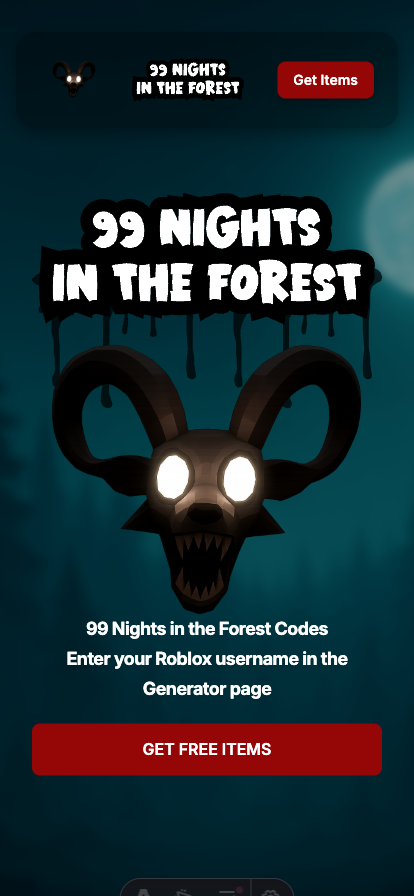 99 NIGHTS
IN THE FOREST
Get Items
99 NIGHTS
IN THE FOREST
99 Nights in the Forest Codes
Enter your Roblox username in the
Generator page
GET FREE ITEMS